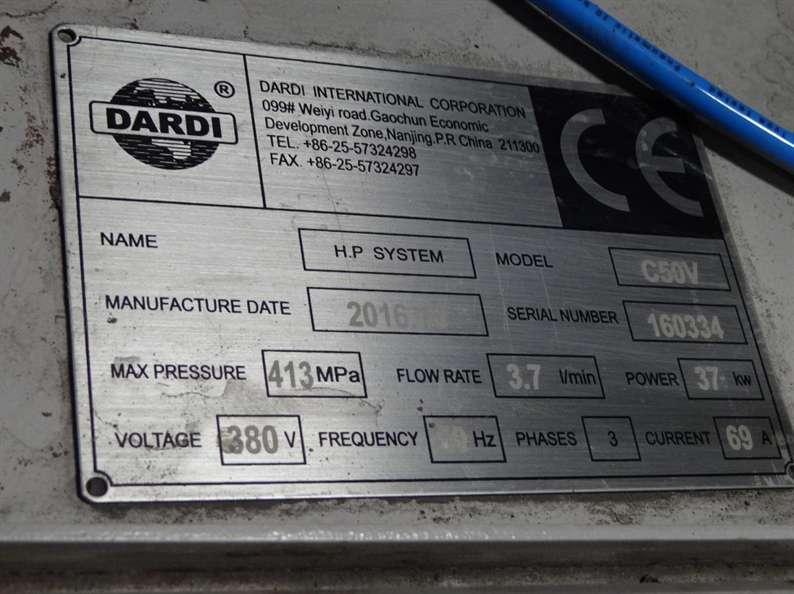 DARDI ®
DARDI INTERNATIONAL CORPORATION
099# Weiyi road.Gaochun Economic
Development Zone,Nanjing.P.R China 211300
TEL. +86-25-57324298
FAX. +86-25-57324297
CE
NAME H.P SYSTEM MODEL C50V
MANUFACTURE DATE 2016 SERIAL NUMBER 160334
MAX PRESSURE 413 MPa FLOW RATE 3.7 l/min POWER 37 kw
VOLTAGE 380 V FREQUENCY Hz PHASES 3 CURRENT 69 A